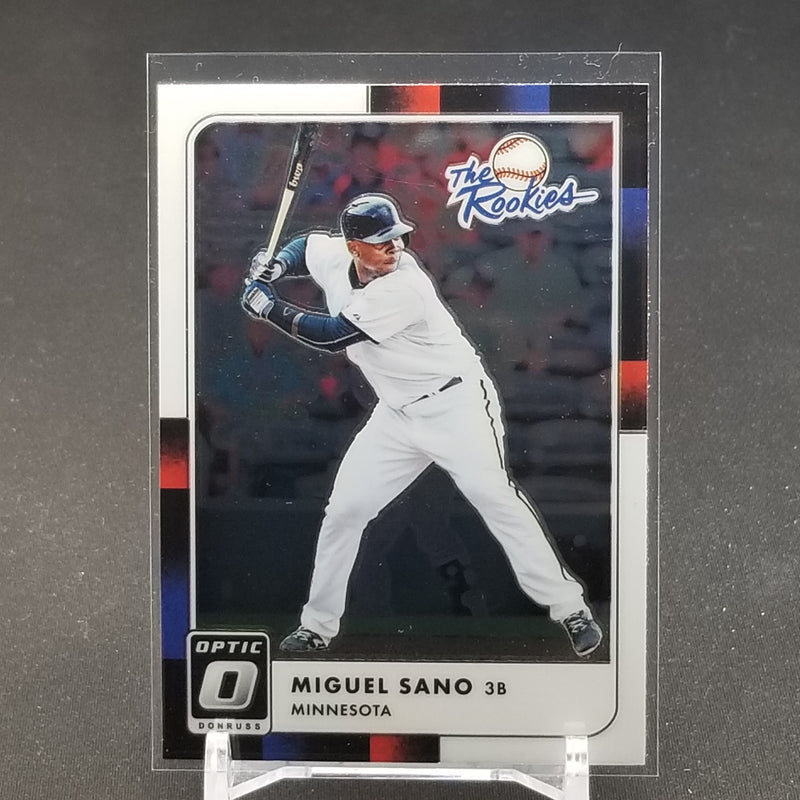 The
Rookies
OPTIC
O
DONRUSS
MIGUEL SANO 3B
MINNESOTA